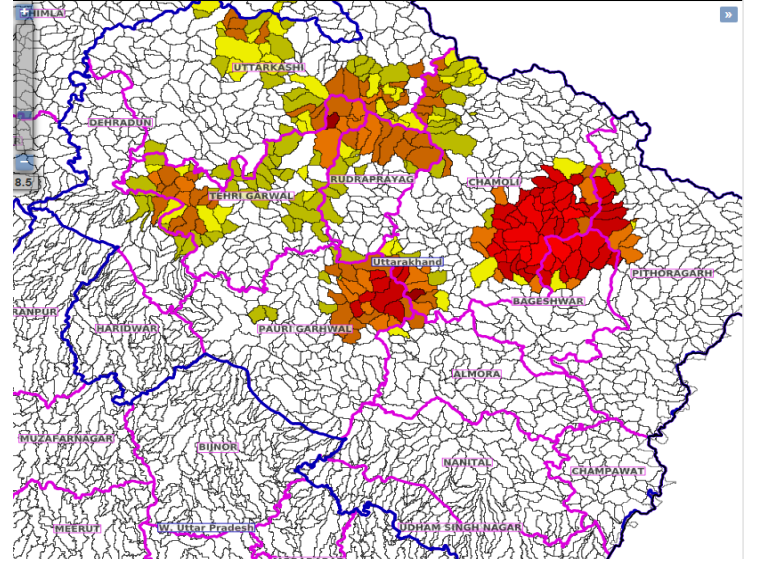 SHIMLA
UTTARKASHI
DEHRADUN
RUDRAPRAYAG
CHAMOLI
8.5
TEHRI GARWAL
Uttarakhand
PITHORAGARH
BAGESHWAR
RANPUR
HARIDWAR
PAURI GARHWAL
ALMORA
MUZAFARNAGAR
BIJNOR
NANITAL
CHAMPAWAT
MEERUT
W. Uttar Pradesh
UDHAM SINGH NAGAR